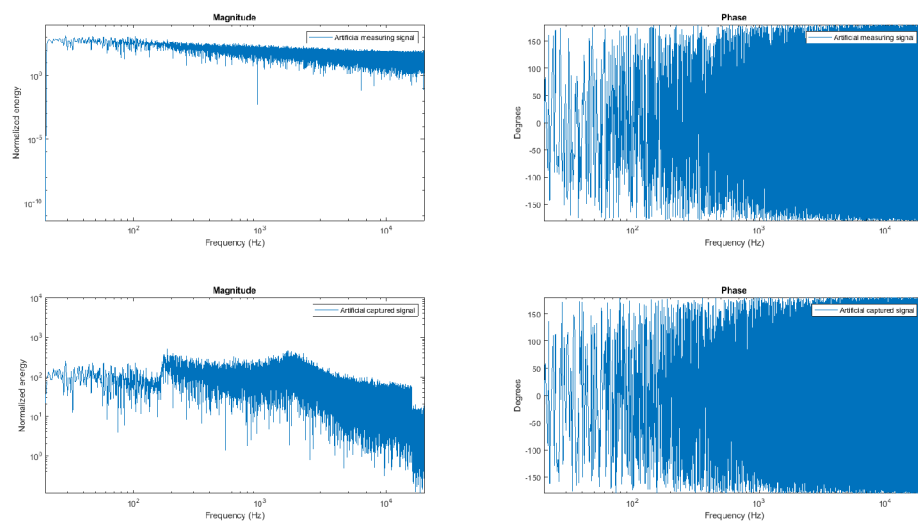 Magnitude
Artificial measuring signal
Normalized energy
10^0
10^-5
10^-10
10^2
10^3
10^4
Frequency (Hz)
Phase
Artificial measuring signal
Degrees
150
100
50
0
-50
-100
-150
10^2
10^3
10^4
Frequency (Hz)
Magnitude
Artificial captured signal
Normalized energy
10^4
10^3
10^2
10^1
10^0
10^2
10^3
10^4
Frequency (Hz)
Phase
Artificial captured signal
Degrees
150
100
50
0
-50
-100
-150
10^2
10^3
10^4
Frequency (Hz)